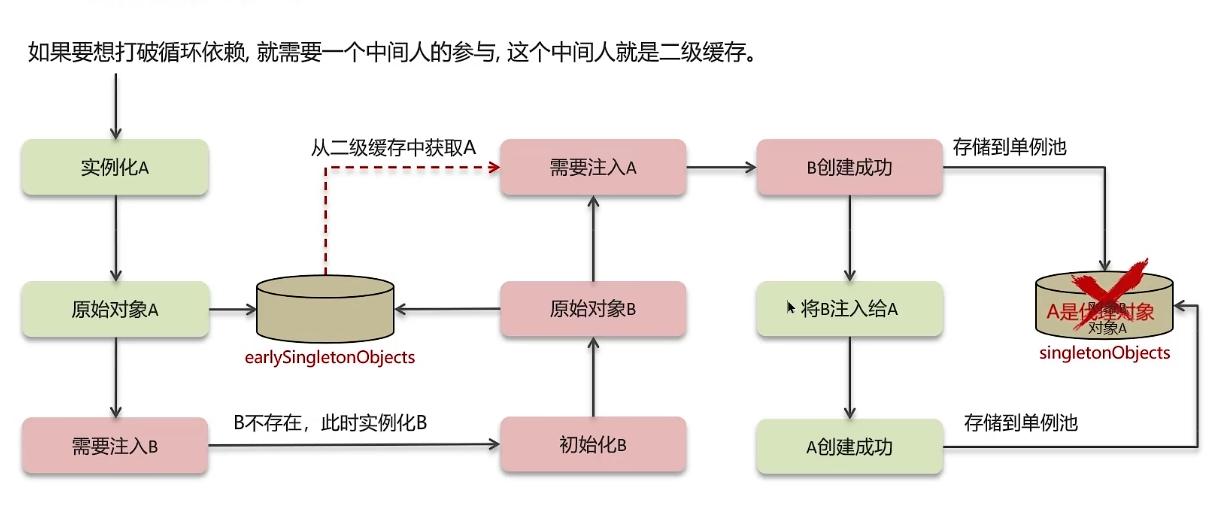 如果要想打破循环依赖, 就需要一个中间人的参与, 这个中间人就是二级缓存。
实例化A
从二级缓存中获取A
需要注入A
B创建成功
存储到单例池
原始对象A
earlySingletonObjects
原始对象B
将B注入给A
A是代理对象
对象A
singletonObjects
需要注入B
B不存在，此时实例化B
初始化B
A创建成功
存储到单例池